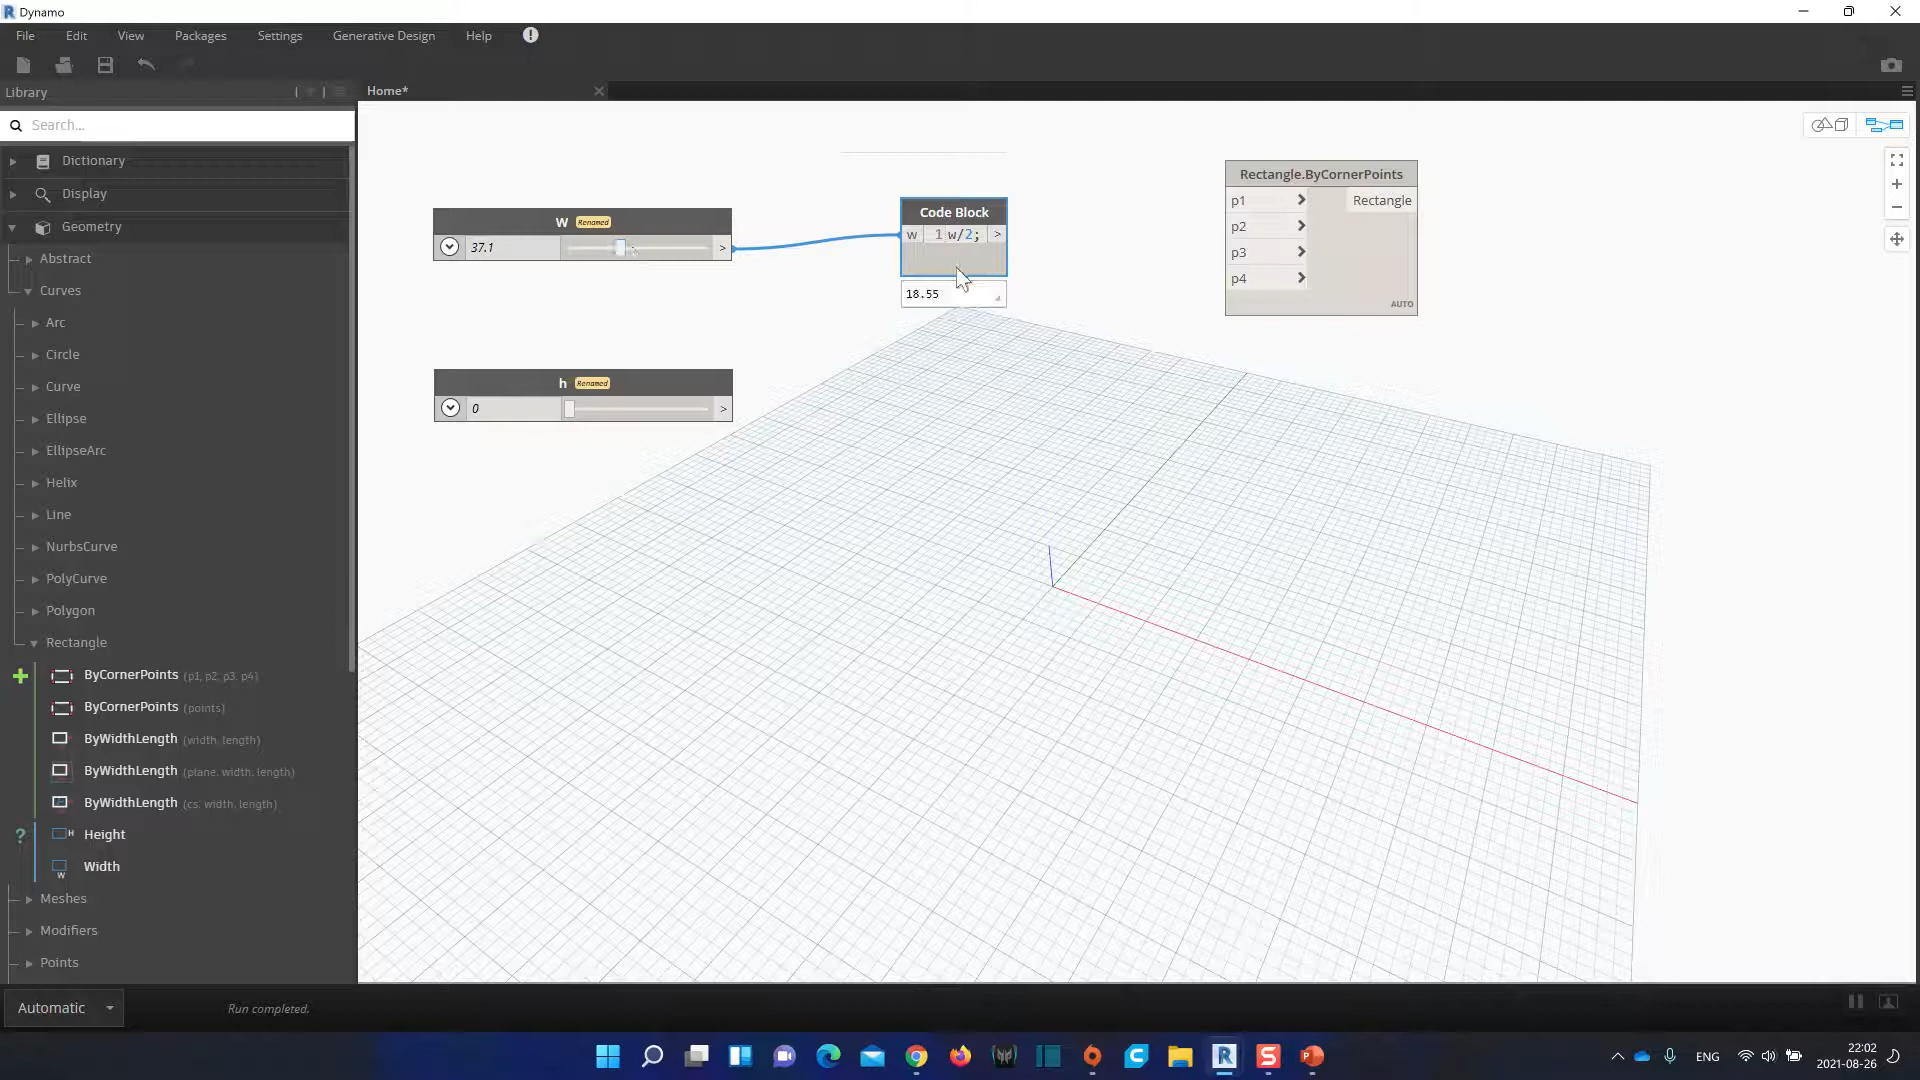 Dynamo
File Edit View Packages Settings Generative Design Help
Library
Home*
Search...
Dictionary
Display
Geometry
Abstract
Curves
Arc
Circle
Curve
Ellipse
EllipseArc
Helix
Line
NurbsCurve
PolyCurve
Polygon
Rectangle
ByCornerPoints (p1, p2, p3, p4)
ByCornerPoints (points)
ByWidthLength (width, length)
ByWidthLength (plane, width, length)
ByWidthLength (cs, width, length)
Height
Width
Meshes
Modifiers
Points
W Renamed
37.1 >
h Renamed
0 >
Code Block
w 1 w/2; >
18.55
Rectangle.ByCornerPoints
p1 > Rectangle
p2 >
p3 >
p4 >
AUTO
Automatic
Run completed.
ENG
22:02
2021-08-26